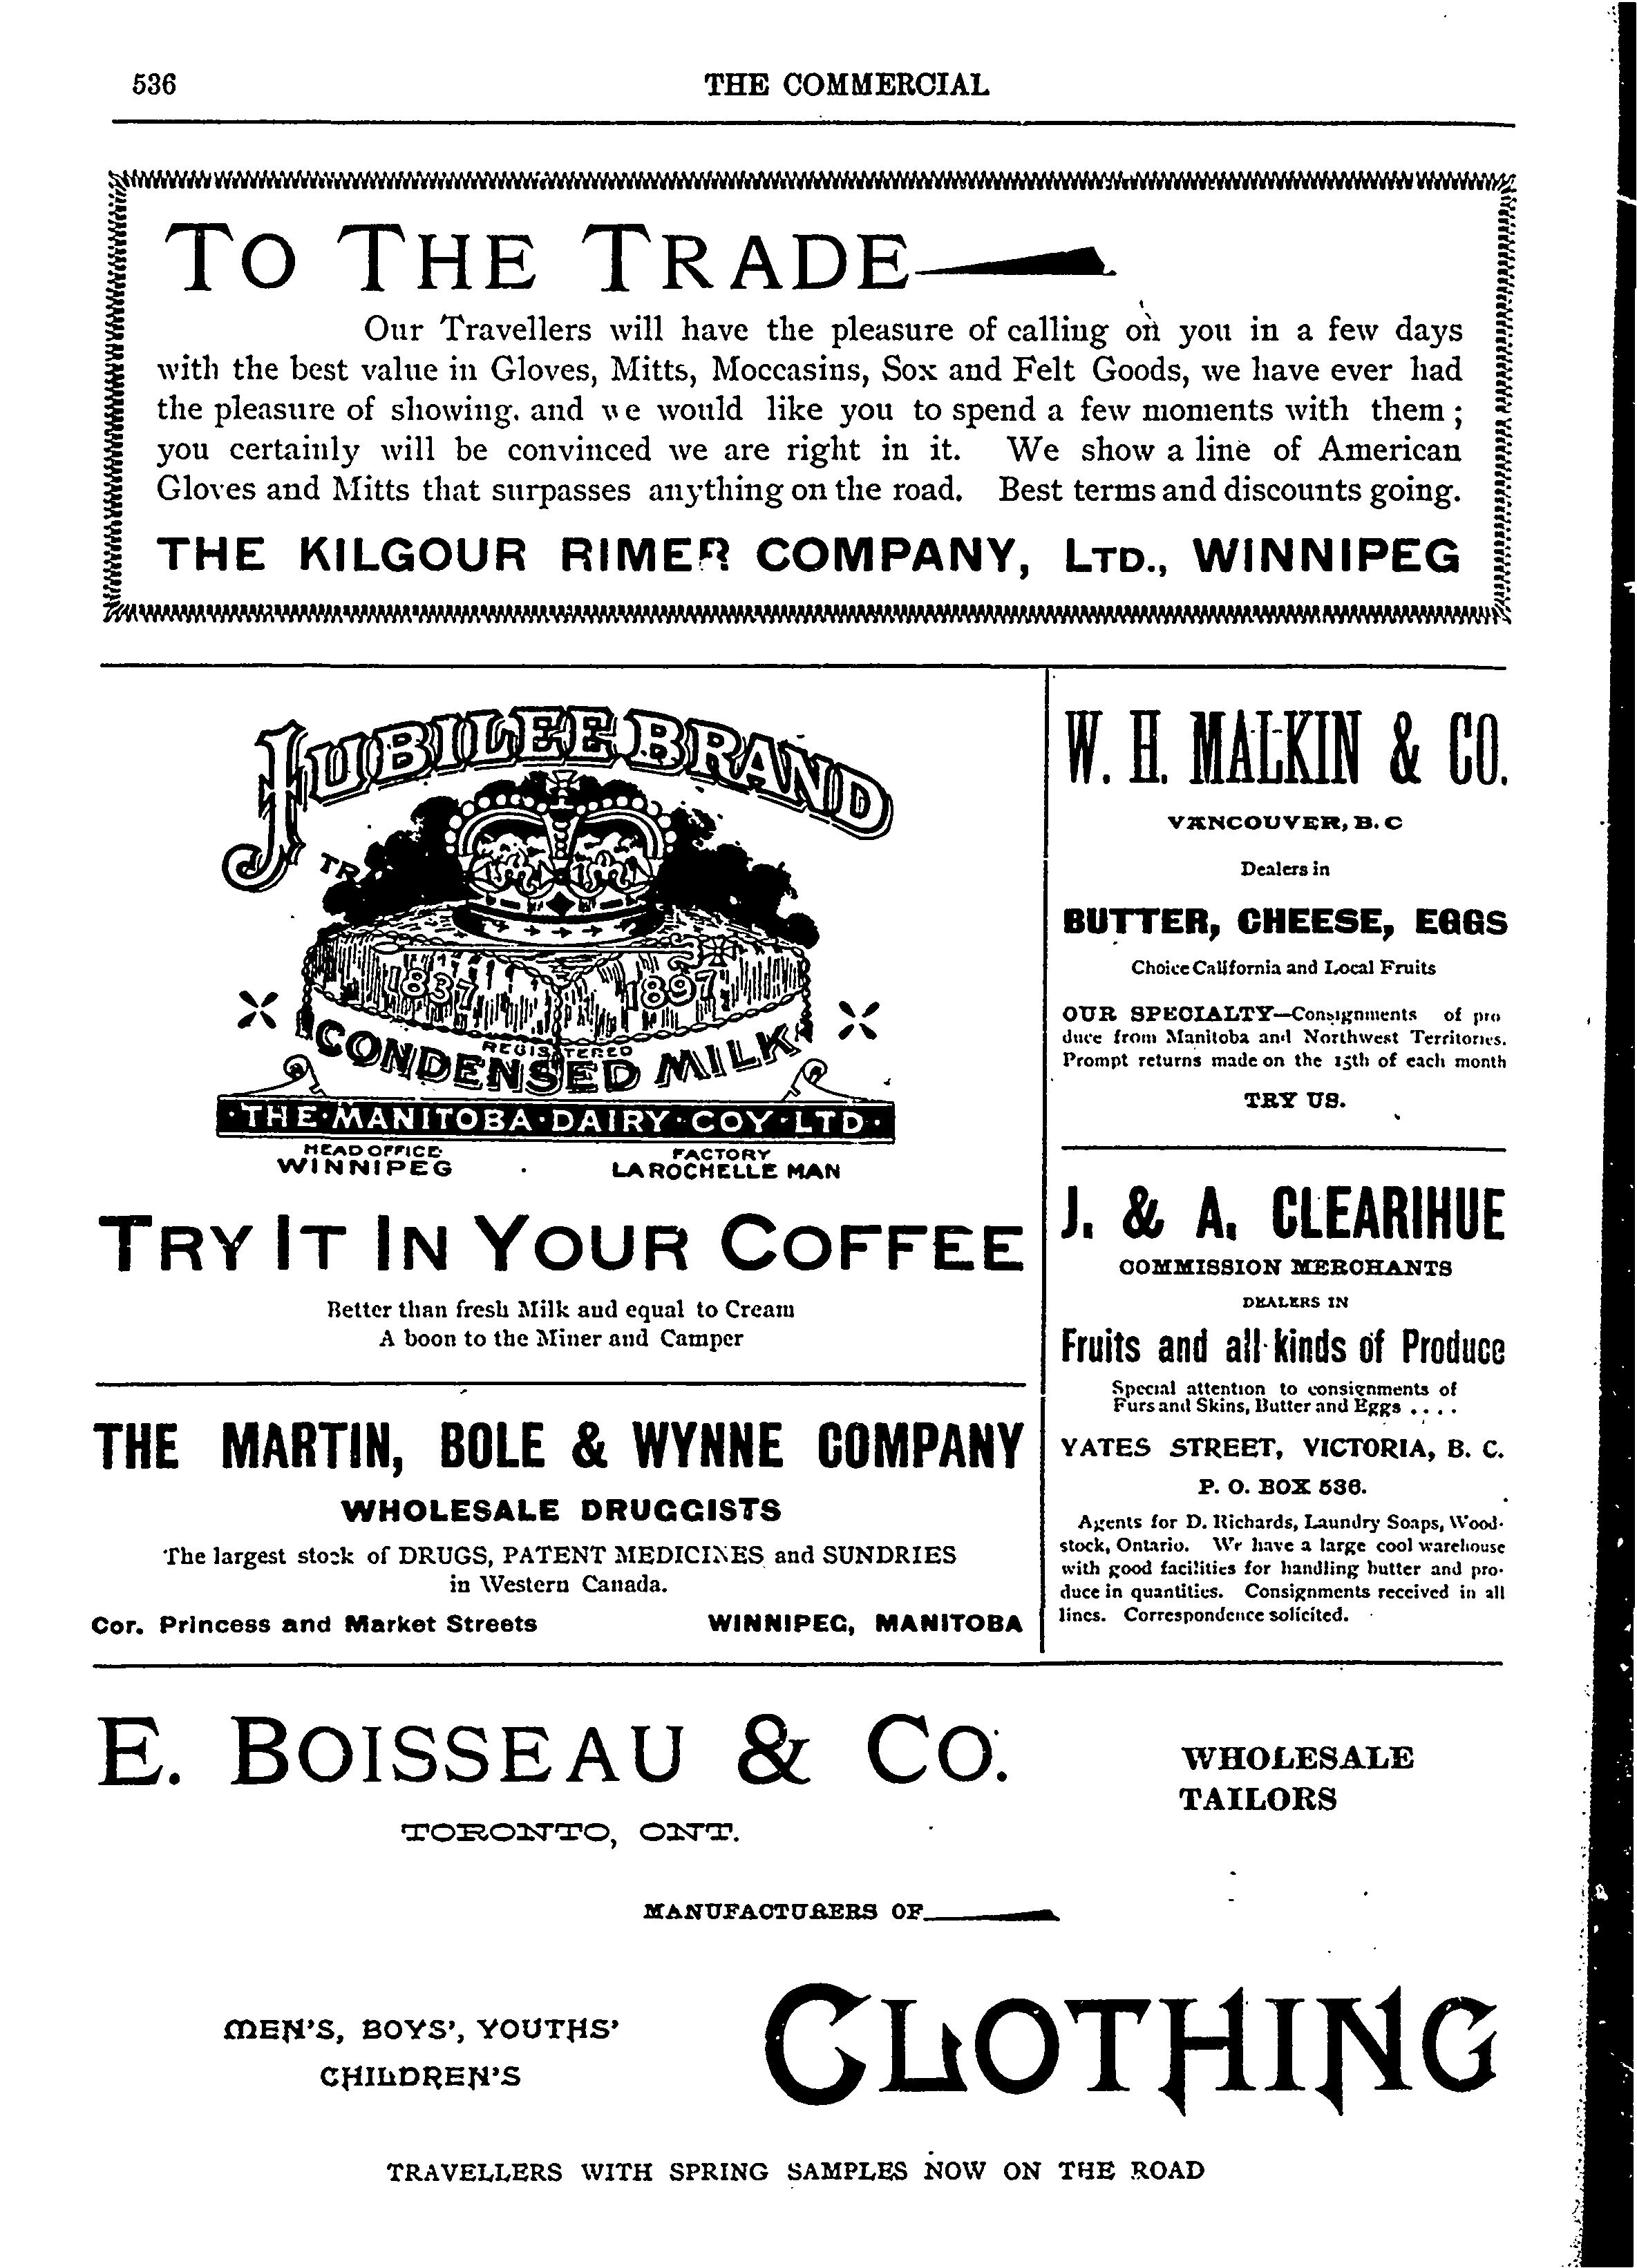 536
THE COMMERCIAL
TO THE TRADE
Our Travellers will have the pleasure of calling on you in a few days
with the best value in Gloves, Mitts, Moccasins, Sox and Felt Goods, we have ever had
the pleasure of showing, and we would like you to spend a few moments with them;
you certainly will be convinced we are right in it. We show a line of American
Gloves and Mitts that surpasses anything on the road. Best terms and discounts going.
THE KILGOUR RIMER COMPANY, LTD., WINNIPEG
JUBILEE BRAND
TR
1837 1897
REGISTERED
CONDENSED MILK
·THE·MANITOBA·DAIRY·COY·LTD·
HEAD OFFICE
WINNIPEG
FACTORY
LA ROCHELLE MAN
TRY IT IN YOUR COFFEE
Better than fresh Milk and equal to Cream
A boon to the Miner and Camper
THE MARTIN, BOLE & WYNNE COMPANY
WHOLESALE DRUGGISTS
The largest stock of DRUGS, PATENT MEDICINES and SUNDRIES
in Western Canada.
Cor. Princess and Market Streets WINNIPEG, MANITOBA
W. H. MALKIN & CO.
VANCOUVER, B. C
Dealers in
BUTTER, CHEESE, EGGS
Choice California and Local Fruits
OUR SPECIALTY—Consignments of pro
duce from Manitoba and Northwest Territories.
Prompt returns made on the 15th of each month
TRY US.
J. & A. CLEARIHUE
COMMISSION MERCHANTS
DEALERS IN
Fruits and all kinds of Produce
Special attention to consignments of
Furs and Skins, Butter and Eggs ....
YATES STREET, VICTORIA, B. C.
P. O. BOX 536.
Agents for D. Richards, Laundry Soaps, Wood-
stock, Ontario. We have a large cool warehouse
with good facilities for handling butter and pro-
duce in quantities. Consignments received in all
lines. Correspondence solicited.
E. BOISSEAU & CO.
WHOLESALE
TAILORS
TORONTO, ONT.
MANUFACTURERS OF
MEN'S, BOYS', YOUTHS'
CHILDREN'S
CLOTHING
TRAVELLERS WITH SPRING SAMPLES NOW ON THE ROAD